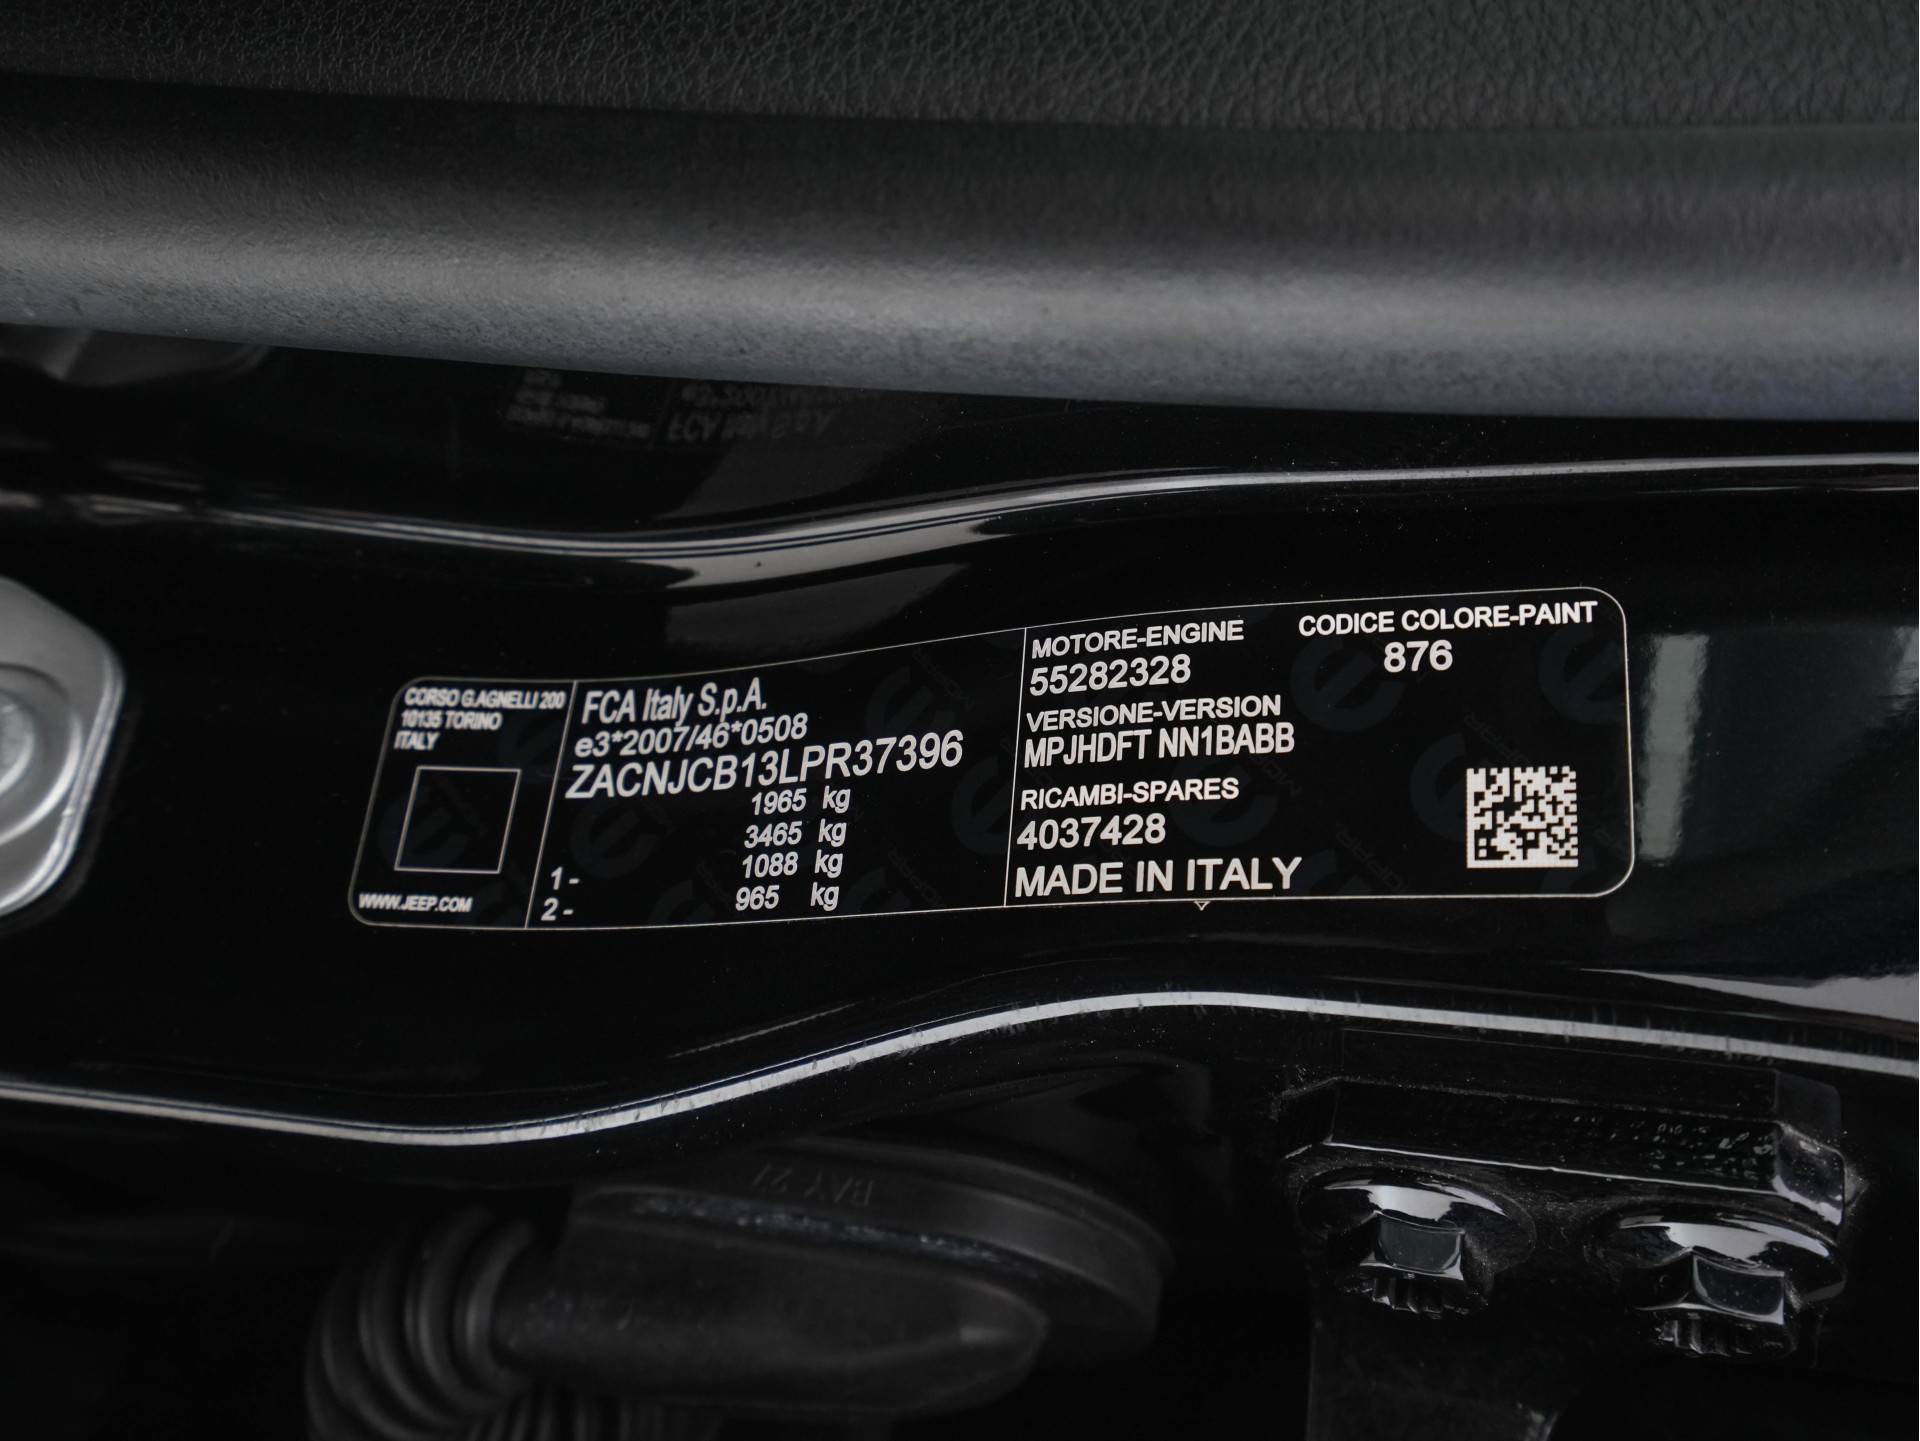 CORSO G.AGNELLI 200
10135 TORINO
ITALY
WWW.JEEP.COM
FCA Italy S.p.A.
e3*2007/46*0508
ZACNJCB13LPR37396
1965 kg
3465 kg
1- 1088 kg
2- 965 kg
MOTORE-ENGINE
55282328
VERSIONE-VERSION
MPJHDFT NN1BABB
RICAMBI-SPARES
4037428
MADE IN ITALY
CODICE COLORE-PAINT
876
BAY 27